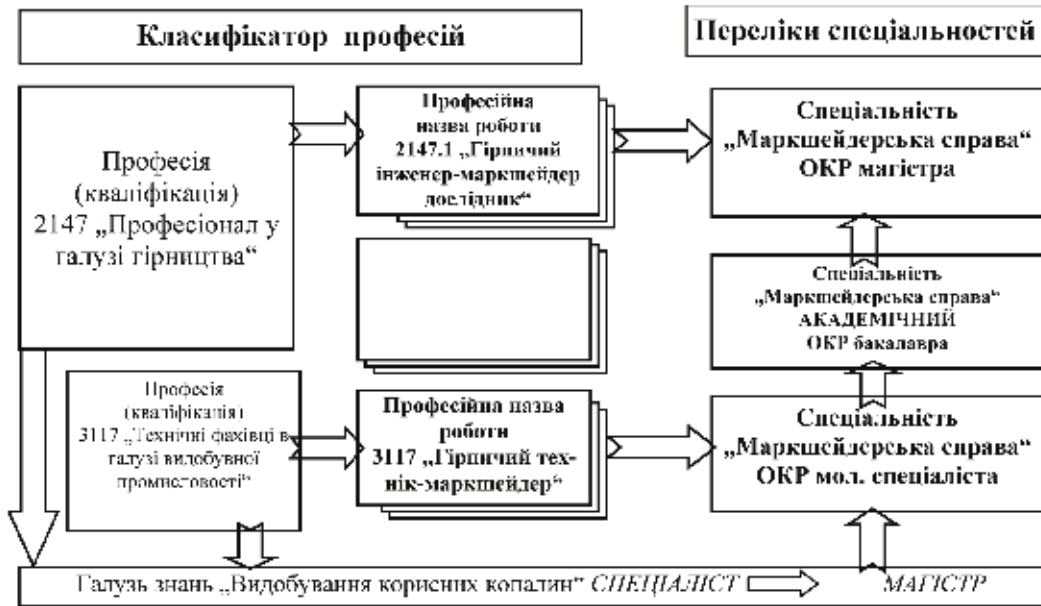 Класифікатор професій
Переліки спеціальностей
Професія
(кваліфікація)
2147 „Професіонал у
галузі гірництва“
Професійна
назва роботи
2147.1 „Гірничий
інженер-маркшейдер
дослідник“
Спеціальність
„Маркшейдерська справа“
ОКР магістра
Спеціальність
„Маркшейдерська справа“
АКАДЕМІЧНИЙ
ОКР бакалавра
Професія
(кваліфікація)
3117 „Технічні фахівці в
галузі видобувної
промисловості“
Професійна назва
роботи
3117 „Гірничий тех-
нік-маркшейдер“
Спеціальність
„Маркшейдерська справа“
ОКР мол. спеціаліста
Галузь знань „Видобування корисних копалин“ СПЕЦІАЛІСТ МАГІСТР